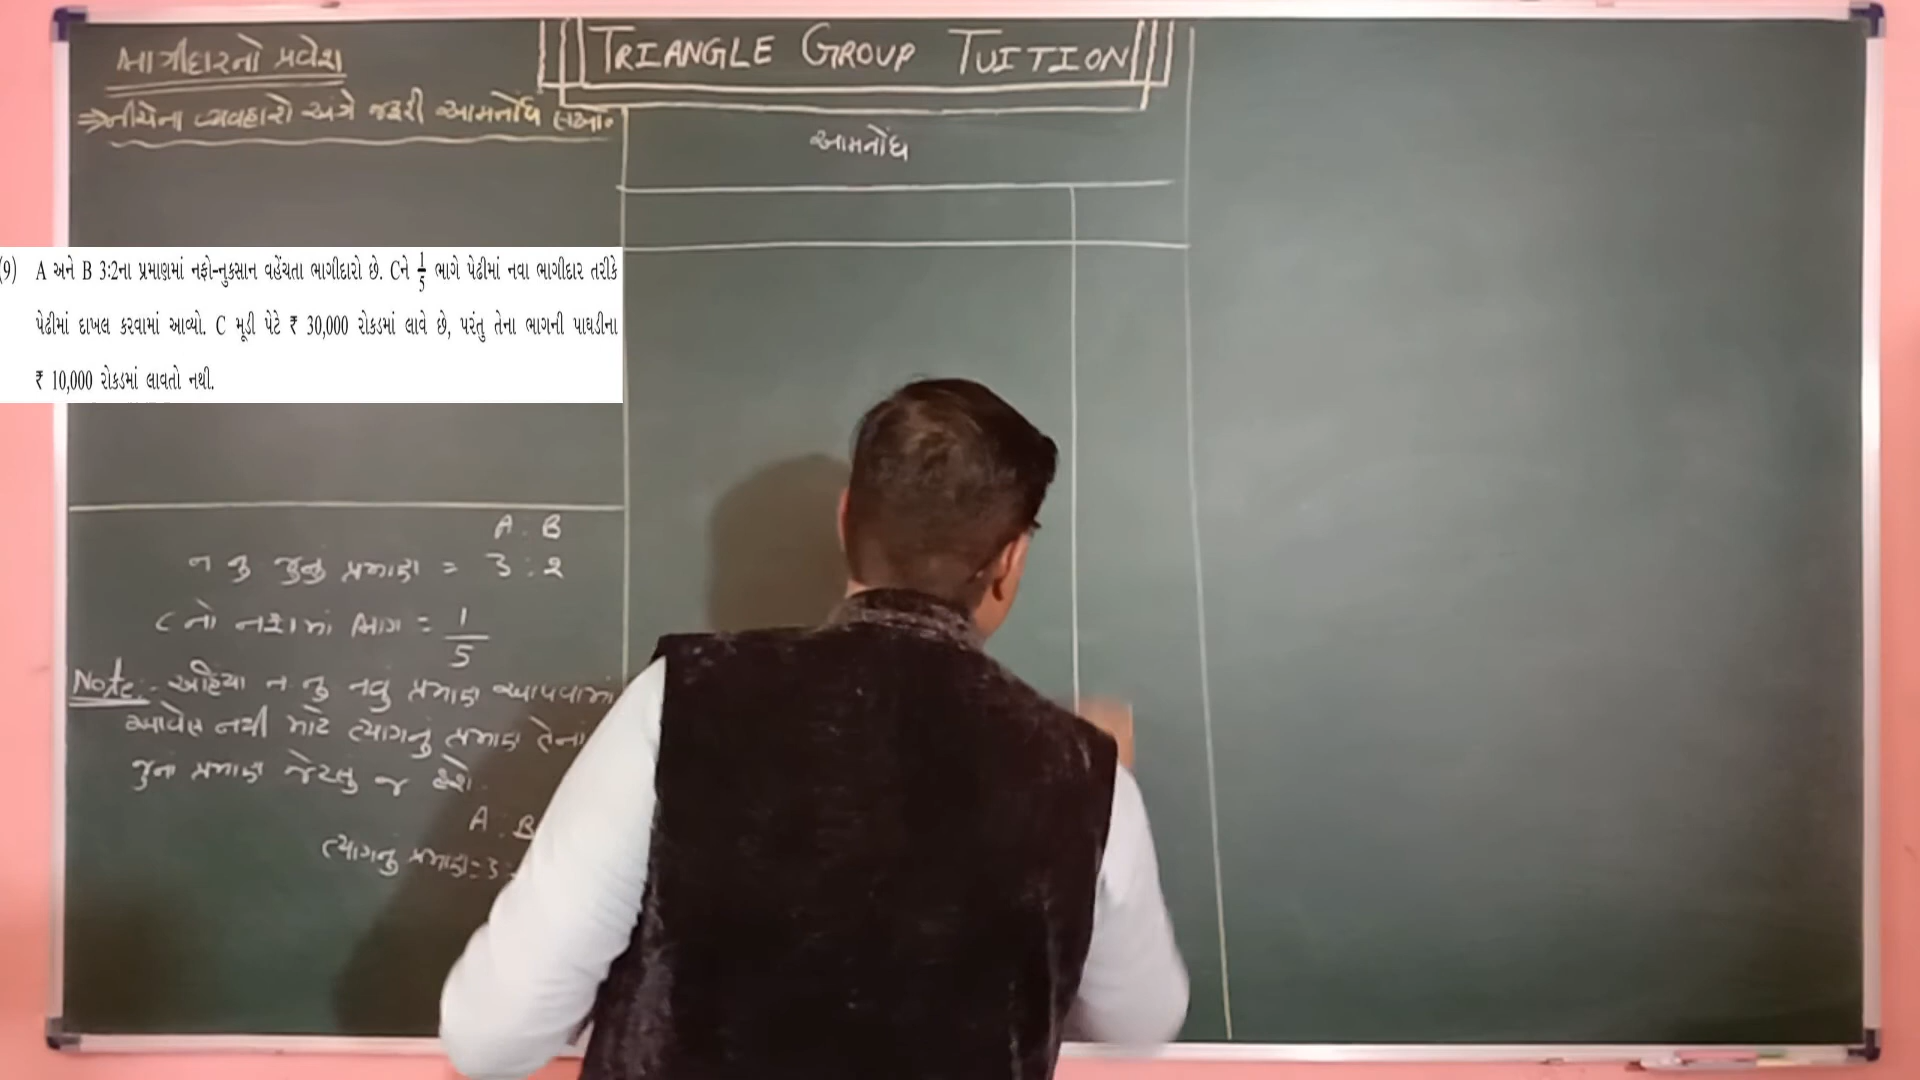 TRIANGLE GROUP TUITION
ભાગીદારનો પ્રવેશ
⇒ નીચેના વ્યવહારો અંગે જરૂરી આમનોંધ લખો.
આમનોંધ
(9) A અને B 3:2ના પ્રમાણમાં નફો-નુકસાન વહેંચતા ભાગીદારો છે. Cને 1/5 ભાગે પેઢીમાં નવા ભાગીદાર તરીકે
પેઢીમાં દાખલ કરવામાં આવ્યો. C મૂડી પેટે ₹ 30,000 રોકડમાં લાવે છે, પરંતુ તેના ભાગની પાઘડીના
₹ 10,000 રોકડમાં લાવતો નથી.
A : B
ન નુ જુનું પ્રમાણ = 3 : 2
C નો નફામાં ભાગ = 1/5
Note:- અહિંયા ન. નુ નવુ પ્રમાણ આપવામાં
આવેલ નથી માટે ત્યાગનું પ્રમાણ તેનાં
જુના પ્રમાણ જેટલું જ હશે.
A : B
ત્યાગનું પ્રમાણ = 3 :